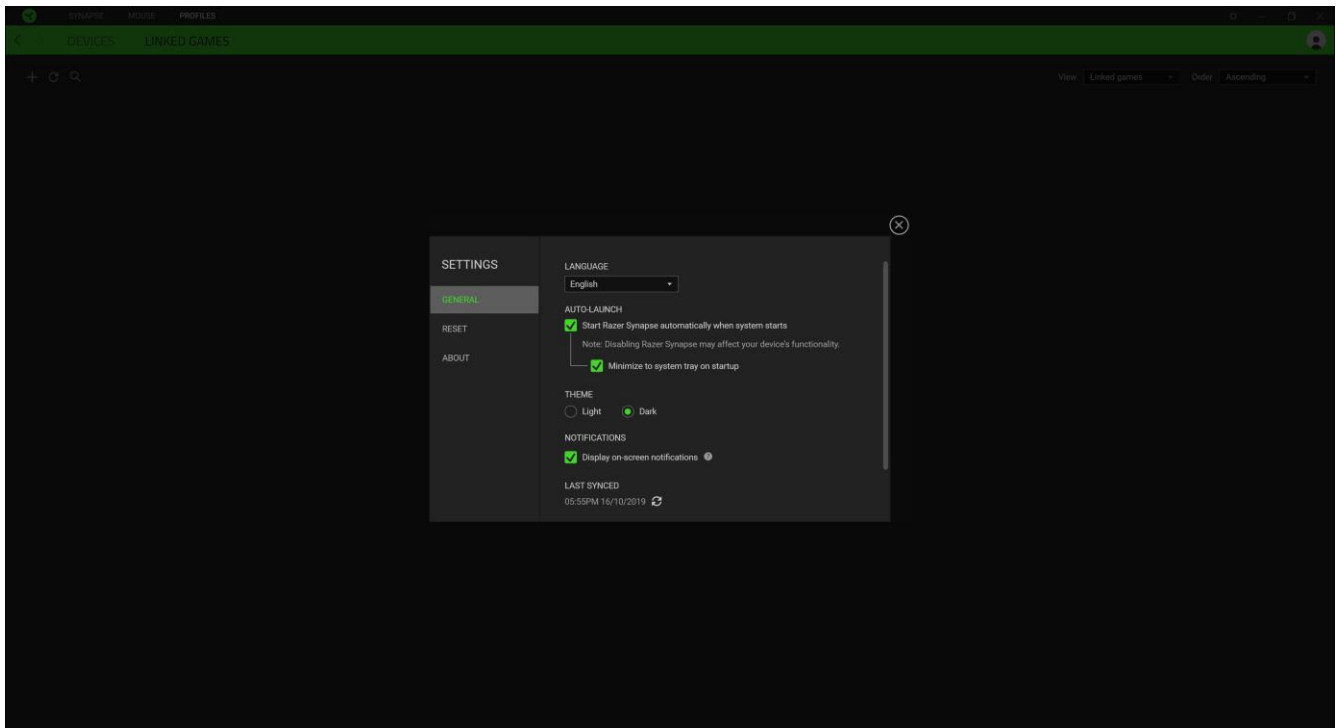 SYNAPSE MOUSE PROFILES
DEVICES LINKED GAMES
View Linked games Order Ascending
SETTINGS
GENERAL
RESET
ABOUT
LANGUAGE
English
AUTO-LAUNCH
Start Razer Synapse automatically when system starts
Note: Disabling Razer Synapse may affect your device's functionality.
Minimize to system tray on startup
THEME
Light Dark
NOTIFICATIONS
Display on-screen notifications
LAST SYNCED
05:55PM 16/10/2019